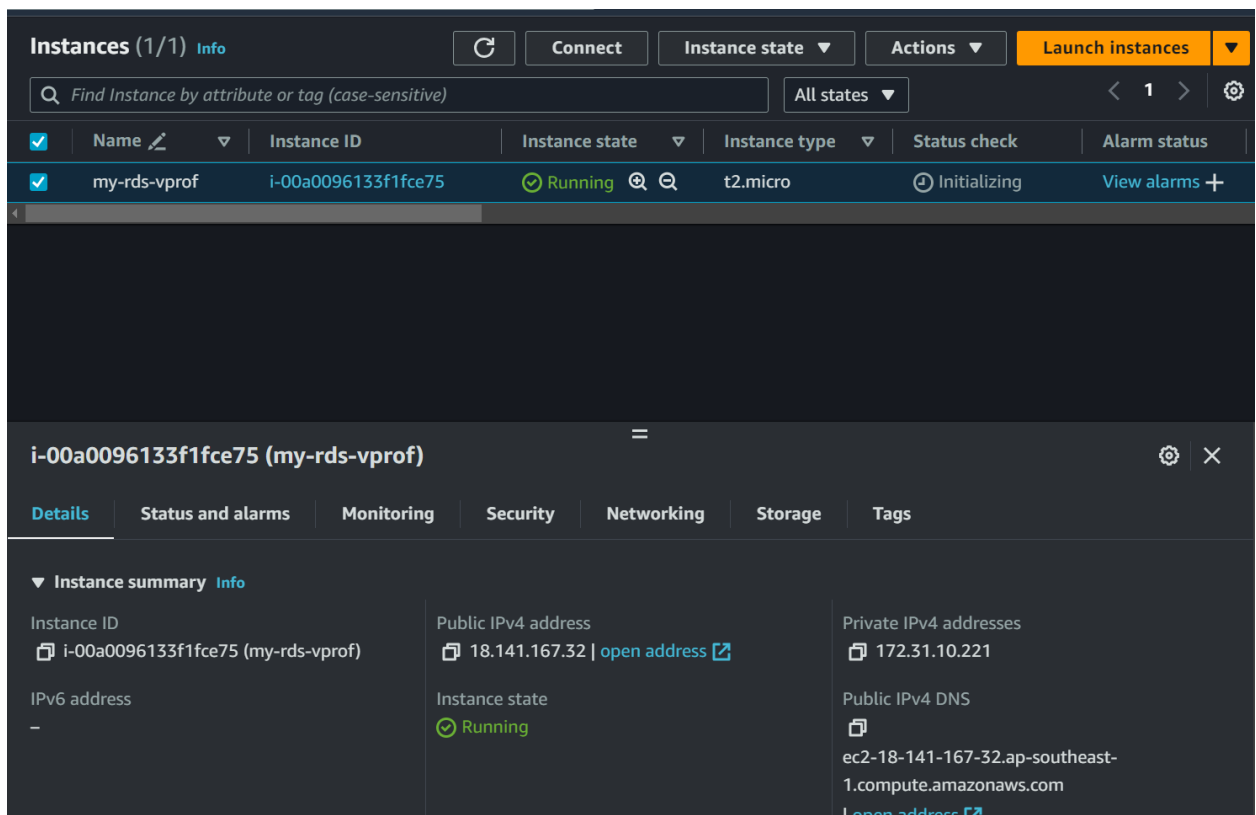 Instances (1/1) Info Connect Instance state Actions Launch instances
Find Instance by attribute or tag (case-sensitive) All states 1
Name Instance ID Instance state Instance type Status check Alarm status
my-rds-vprof i-00a0096133f1fce75 Running t2.micro Initializing View alarms +
i-00a0096133f1fce75 (my-rds-vprof)
Details Status and alarms Monitoring Security Networking Storage Tags
Instance summary Info
Instance ID Public IPv4 address Private IPv4 addresses
i-00a0096133f1fce75 (my-rds-vprof) 18.141.167.32 | open address 172.31.10.221
IPv6 address Instance state Public IPv4 DNS
– Running
ec2-18-141-167-32.ap-southeast-
1.compute.amazonaws.com
| open address